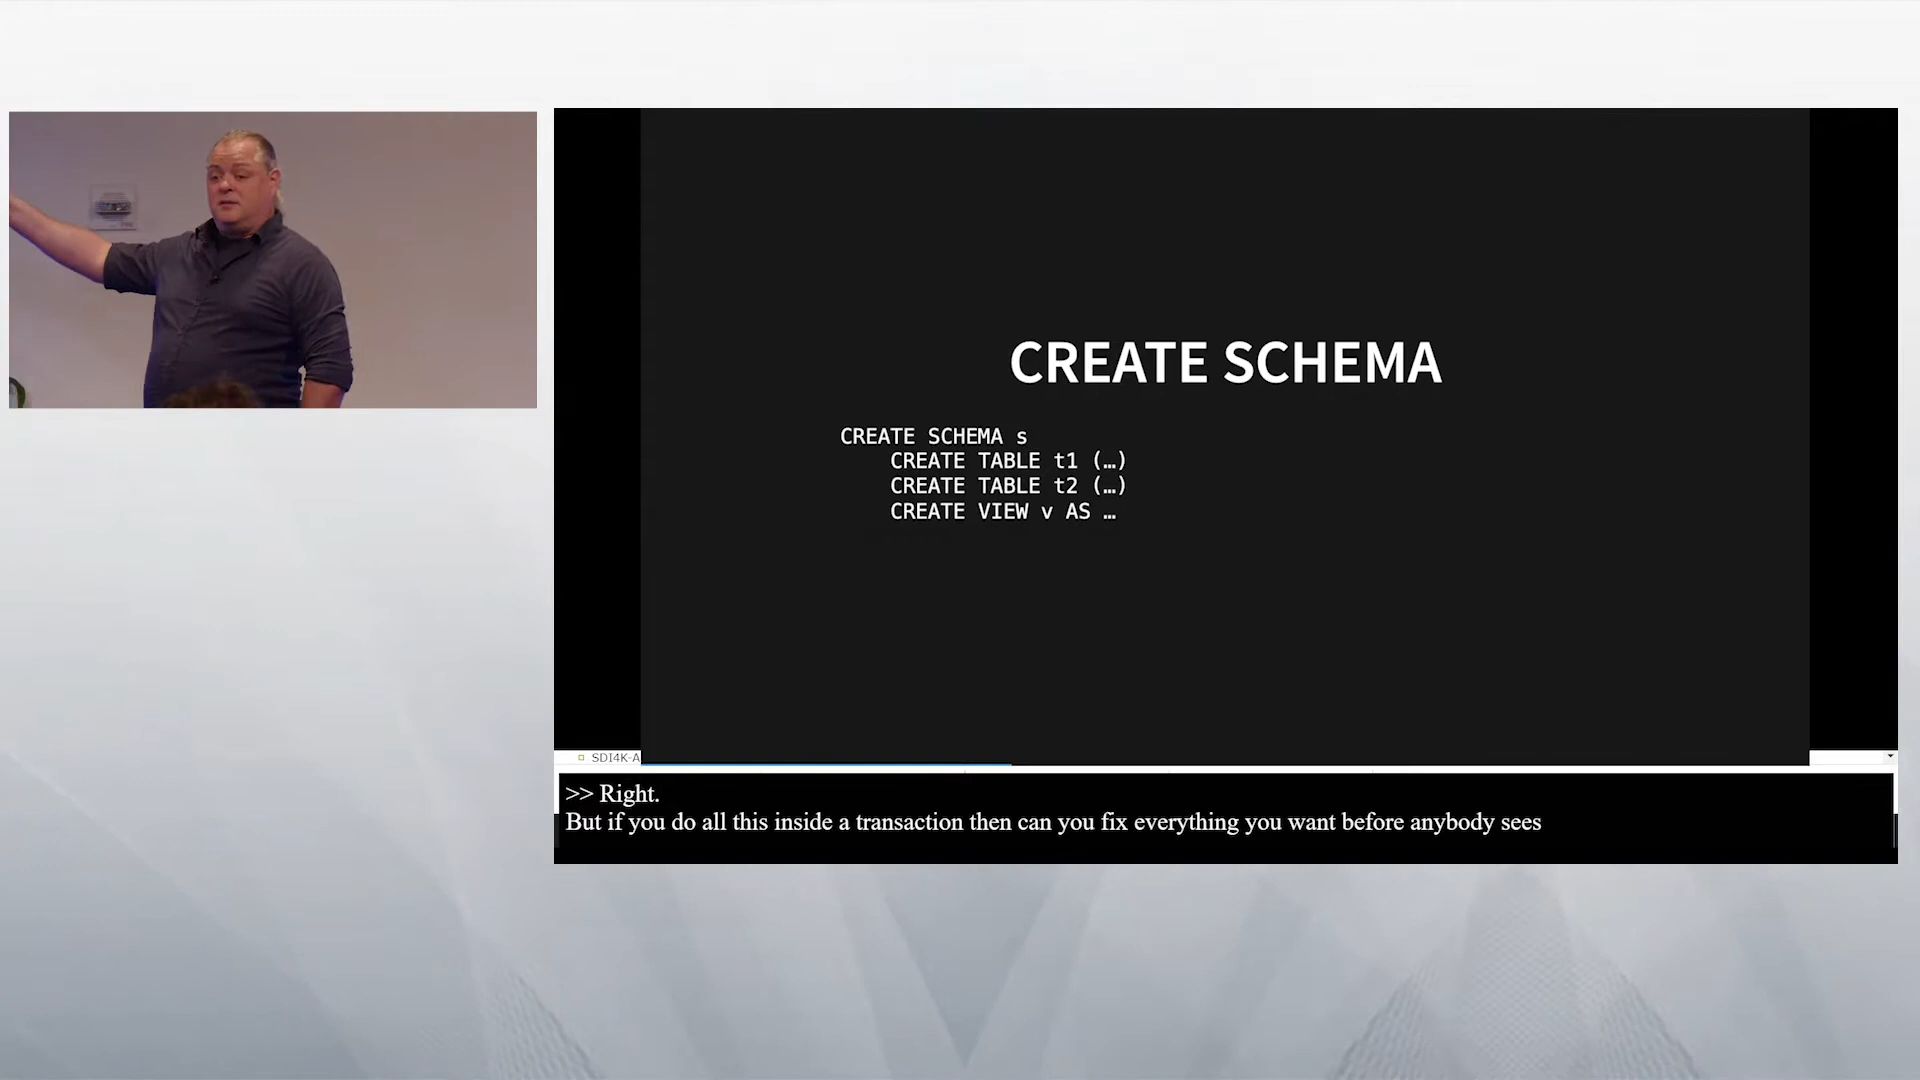 CREATE SCHEMA
CREATE SCHEMA s
CREATE TABLE t1 (…)
CREATE TABLE t2 (…)
CREATE VIEW v AS …
SDI4K-A
>> Right.
But if you do all this inside a transaction then can you fix everything you want before anybody sees